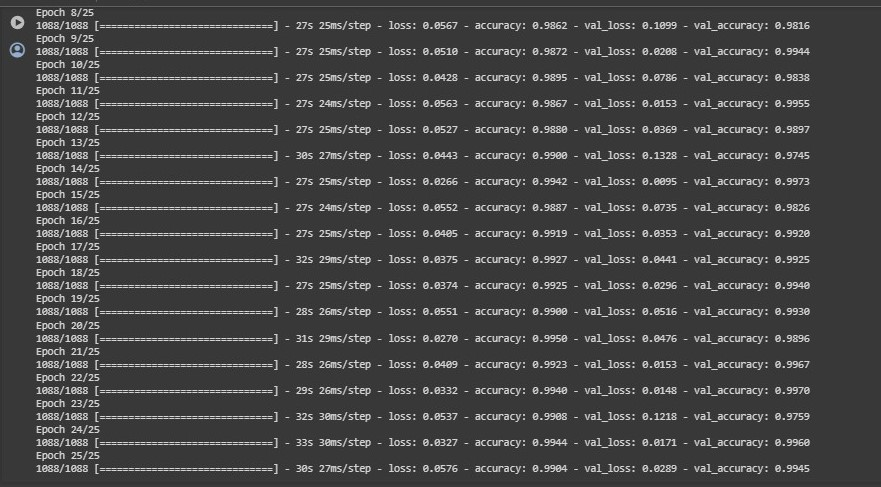 Epoch 8/25
1088/1088 [==============================] - 27s 25ms/step - loss: 0.0567 - accuracy: 0.9862 - val_loss: 0.1099 - val_accuracy: 0.9816
Epoch 9/25
1088/1088 [==============================] - 27s 25ms/step - loss: 0.0510 - accuracy: 0.9872 - val_loss: 0.0208 - val_accuracy: 0.9944
Epoch 10/25
1088/1088 [==============================] - 27s 25ms/step - loss: 0.0428 - accuracy: 0.9895 - val_loss: 0.0786 - val_accuracy: 0.9838
Epoch 11/25
1088/1088 [==============================] - 27s 24ms/step - loss: 0.0563 - accuracy: 0.9867 - val_loss: 0.0153 - val_accuracy: 0.9955
Epoch 12/25
1088/1088 [==============================] - 27s 25ms/step - loss: 0.0527 - accuracy: 0.9880 - val_loss: 0.0369 - val_accuracy: 0.9897
Epoch 13/25
1088/1088 [==============================] - 30s 27ms/step - loss: 0.0443 - accuracy: 0.9900 - val_loss: 0.1328 - val_accuracy: 0.9745
Epoch 14/25
1088/1088 [==============================] - 27s 25ms/step - loss: 0.0266 - accuracy: 0.9942 - val_loss: 0.0095 - val_accuracy: 0.9973
Epoch 15/25
1088/1088 [==============================] - 27s 24ms/step - loss: 0.0552 - accuracy: 0.9887 - val_loss: 0.0735 - val_accuracy: 0.9826
Epoch 16/25
1088/1088 [==============================] - 27s 25ms/step - loss: 0.0405 - accuracy: 0.9919 - val_loss: 0.0353 - val_accuracy: 0.9920
Epoch 17/25
1088/1088 [==============================] - 32s 29ms/step - loss: 0.0375 - accuracy: 0.9927 - val_loss: 0.0441 - val_accuracy: 0.9925
Epoch 18/25
1088/1088 [==============================] - 27s 25ms/step - loss: 0.0374 - accuracy: 0.9925 - val_loss: 0.0296 - val_accuracy: 0.9940
Epoch 19/25
1088/1088 [==============================] - 28s 26ms/step - loss: 0.0551 - accuracy: 0.9900 - val_loss: 0.0516 - val_accuracy: 0.9930
Epoch 20/25
1088/1088 [==============================] - 31s 29ms/step - loss: 0.0270 - accuracy: 0.9950 - val_loss: 0.0476 - val_accuracy: 0.9896
Epoch 21/25
1088/1088 [==============================] - 28s 26ms/step - loss: 0.0409 - accuracy: 0.9923 - val_loss: 0.0153 - val_accuracy: 0.9967
Epoch 22/25
1088/1088 [==============================] - 29s 26ms/step - loss: 0.0332 - accuracy: 0.9940 - val_loss: 0.0148 - val_accuracy: 0.9970
Epoch 23/25
1088/1088 [==============================] - 32s 30ms/step - loss: 0.0537 - accuracy: 0.9908 - val_loss: 0.1218 - val_accuracy: 0.9759
Epoch 24/25
1088/1088 [==============================] - 33s 30ms/step - loss: 0.0327 - accuracy: 0.9944 - val_loss: 0.0171 - val_accuracy: 0.9960
Epoch 25/25
1088/1088 [==============================] - 30s 27ms/step - loss: 0.0576 - accuracy: 0.9904 - val_loss: 0.0289 - val_accuracy: 0.9945